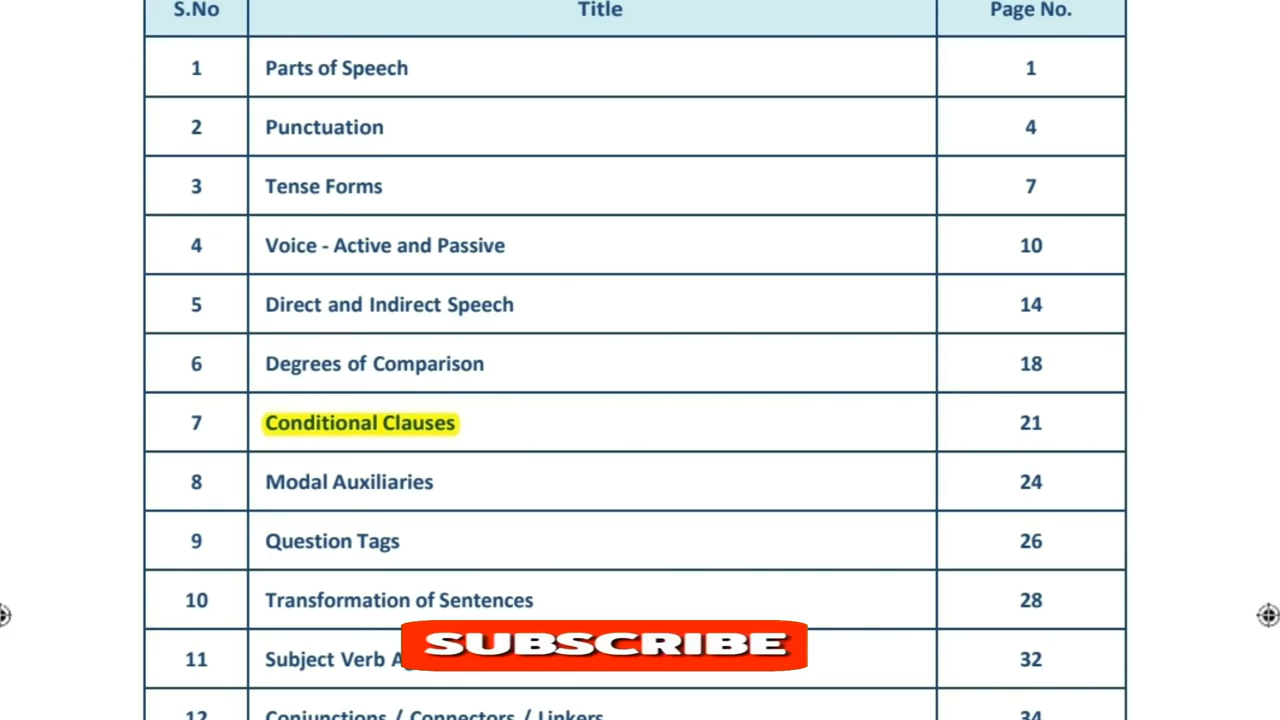 S.No Title Page No.
1 Parts of Speech 1
2 Punctuation 4
3 Tense Forms 7
4 Voice - Active and Passive 10
5 Direct and Indirect Speech 14
6 Degrees of Comparison 18
7 Conditional Clauses 21
8 Modal Auxiliaries 24
9 Question Tags 26
10 Transformation of Sentences 28
SUBSCRIBE
11 Subject Verb 32
12 Conjunctions / Connectors / Linkers 34